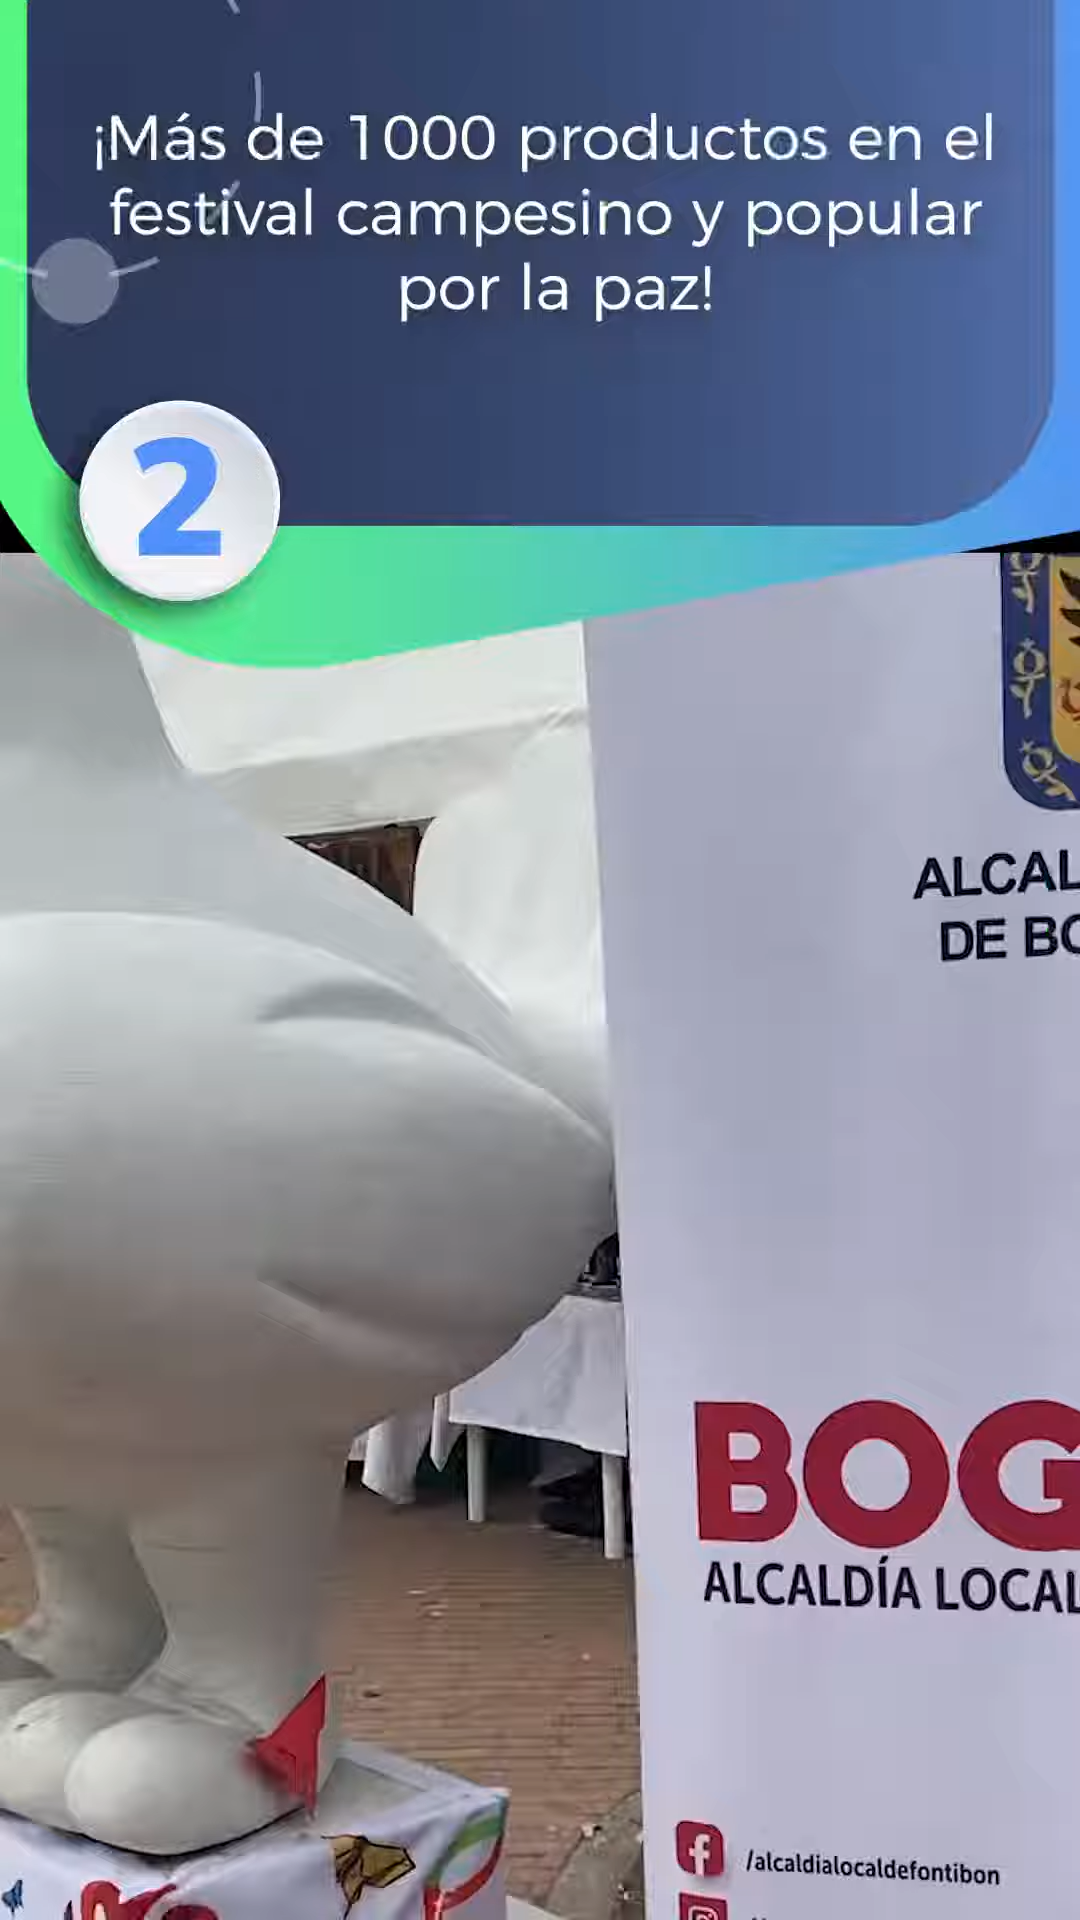 ¡Más de 1000 productos en el
festival campesino y popular
por la paz!
2
ALCAL
DE BO
BOG
ALCALDÍA LOCAL
/alcaldialocaldefontibon